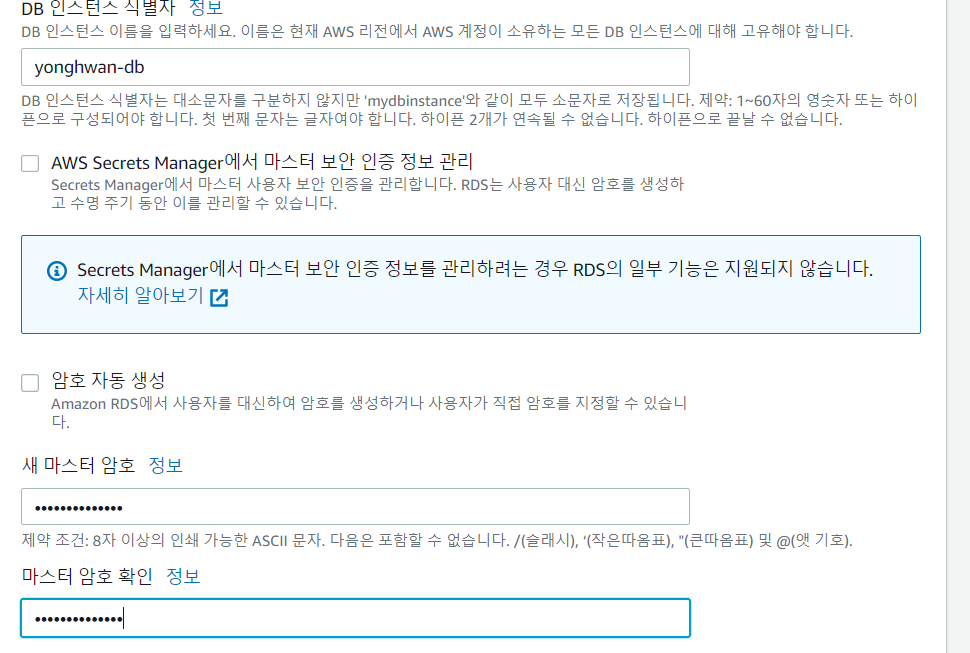 DB 인스턴스 식별자 정보
DB 인스턴스 이름을 입력하세요. 이름은 현재 AWS 리전에서 AWS 계정이 소유하는 모든 DB 인스턴스에 대해 고유해야 합니다.
yonghwan-db
DB 인스턴스 식별자는 대소문자를 구분하지 않지만 'mydbinstance'와 같이 모두 소문자로 저장됩니다. 제약: 1~60자의 영숫자 또는 하이
픈으로 구성되어야 합니다. 첫 번째 문자는 글자여야 합니다. 하이픈 2개가 연속될 수 없습니다. 하이픈으로 끝날 수 없습니다.
AWS Secrets Manager에서 마스터 보안 인증 정보 관리
Secrets Manager에서 마스터 사용자 보안 인증을 관리합니다. RDS는 사용자 대신 암호를 생성하
고 수명 주기 동안 이를 관리할 수 있습니다.
Secrets Manager에서 마스터 보안 인증 정보를 관리하려는 경우 RDS의 일부 기능은 지원되지 않습니다.
자세히 알아보기
암호 자동 생성
Amazon RDS에서 사용자를 대신하여 암호를 생성하거나 사용자가 직접 암호를 지정할 수 있습니
다.
새 마스터 암호 정보
••••••••••••••
제약 조건: 8자 이상의 인쇄 가능한 ASCII 문자. 다음은 포함할 수 없습니다. /(슬래시), ‘(작은따옴표), "(큰따옴표) 및 @(앳 기호).
마스터 암호 확인 정보
••••••••••••••